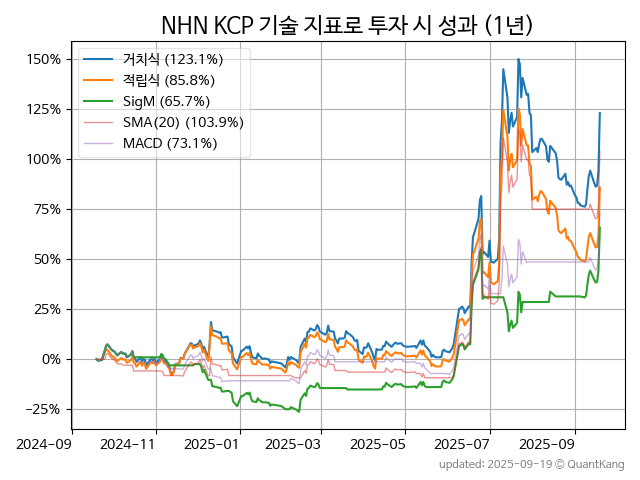 NHN KCP 기술 지표로 투자 시 성과 (1년)
거치식 (123.1%)
적립식 (85.8%)
SigM (65.7%)
SMA(20) (103.9%)
MACD (73.1%)
150%
125%
100%
75%
50%
25%
0%
−25%
2024-09 2024-11 2025-01 2025-03 2025-05 2025-07 2025-09
updated: 2025-09-19 © QuantKang